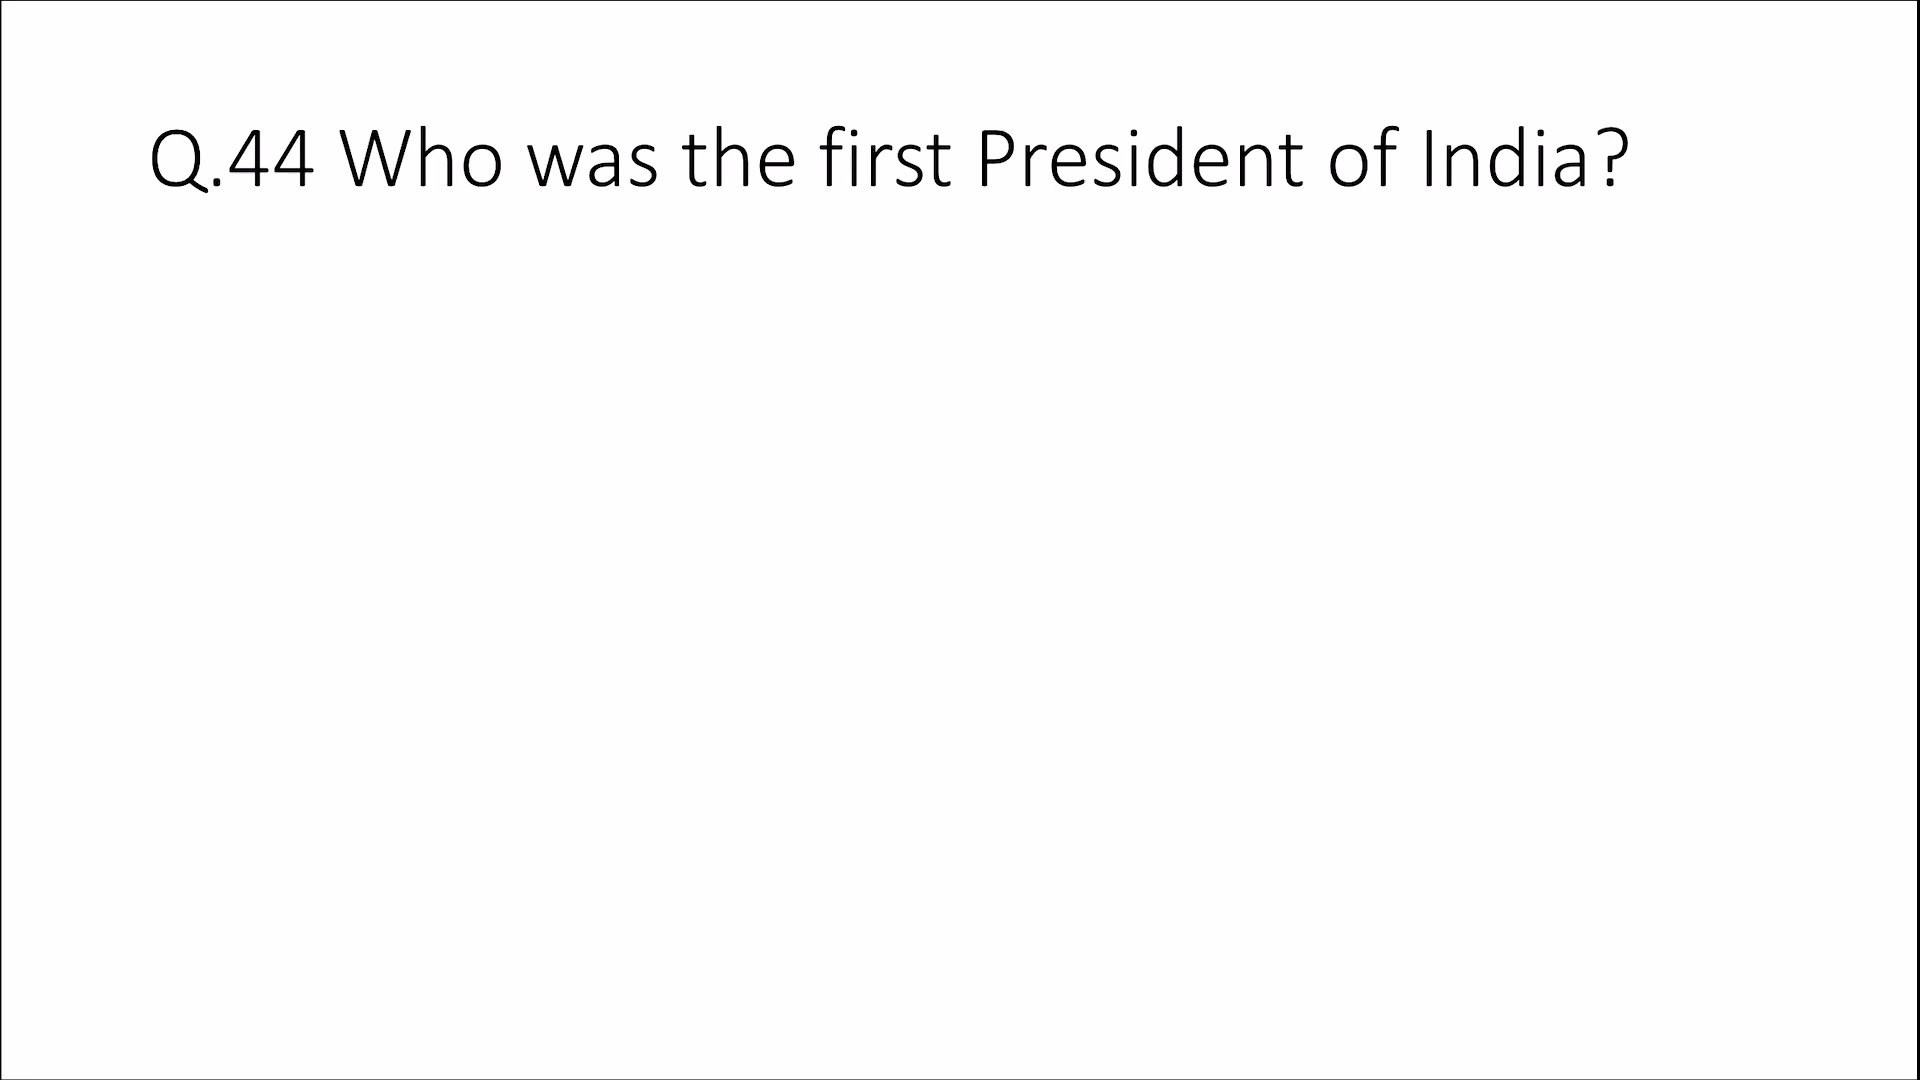 Q.44 Who was the first President of India?